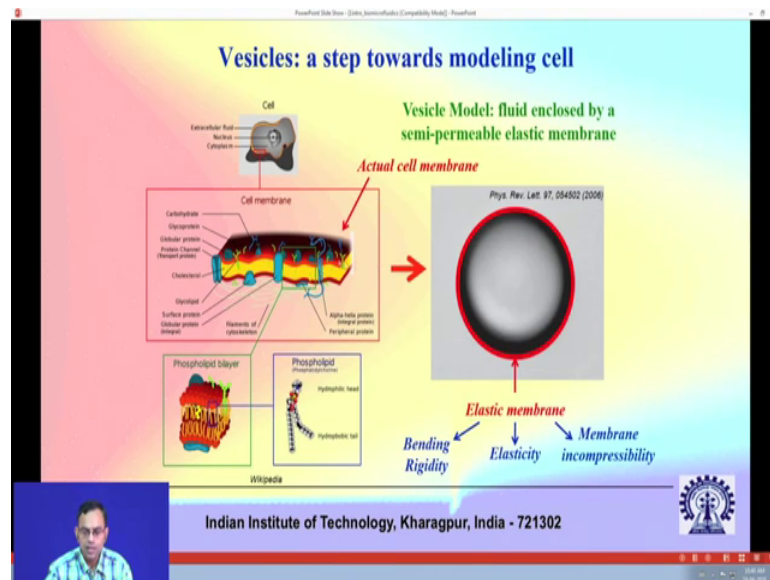 PowerPoint Slide Show - [Lintro_biomicrofluidics [Compatibility Mode]] - PowerPoint
Vesicles: a step towards modeling cell
Cell
Extracellular fluid
Nucleus
Cytoplasm
Vesicle Model: fluid enclosed by a
semi-permeable elastic membrane
Actual cell membrane
Cell membrane
Carbohydrate
Glycoprotein
Globular protein
Protein Channel
(transport protein)
Cholesterol
Glycolipid
Surface protein
Globular protein
(integral)
Filaments of
cytoskeleton
Alpha-helix protein
(integral protein)
Peripheral protein
Phys. Rev. Lett. 97, 054502 (2006)
Phospholipid bilayer
Phospholipid
Hydrophilic head
Hydrophobic tail
Wikipedia
Elastic membrane
Bending
Rigidity
Elasticity
Membrane
incompressibility
Indian Institute of Technology, Kharagpur, India - 721302